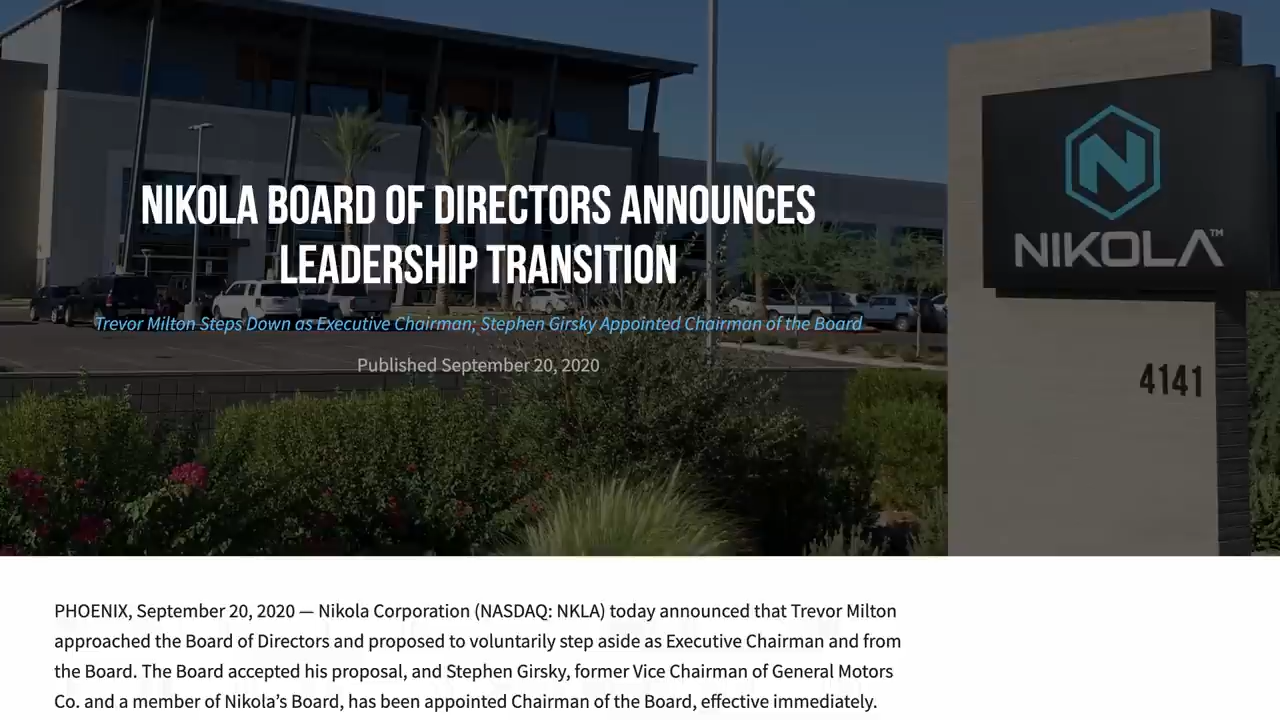 NIKOLA BOARD OF DIRECTORS ANNOUNCES
LEADERSHIP TRANSITION
Trevor Milton Steps Down as Executive Chairman; Stephen Girsky Appointed Chairman of the Board
Published September 20, 2020
N
NIKOLA™
4141
PHOENIX, September 20, 2020 — Nikola Corporation (NASDAQ: NKLA) today announced that Trevor Milton
approached the Board of Directors and proposed to voluntarily step aside as Executive Chairman and from
the Board. The Board accepted his proposal, and Stephen Girsky, former Vice Chairman of General Motors
Co. and a member of Nikola’s Board, has been appointed Chairman of the Board, effective immediately.